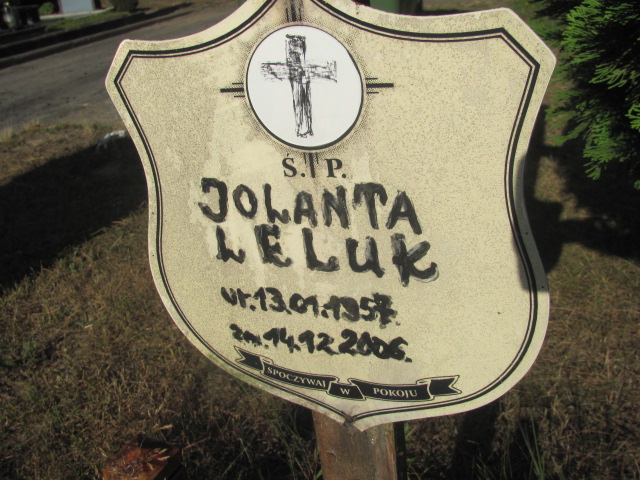 Ś. P.
JOLANTA
LELUK
ur. 13.01.1957.
zm. 14.12.2006.
SPOCZYWAJ W POKOJU